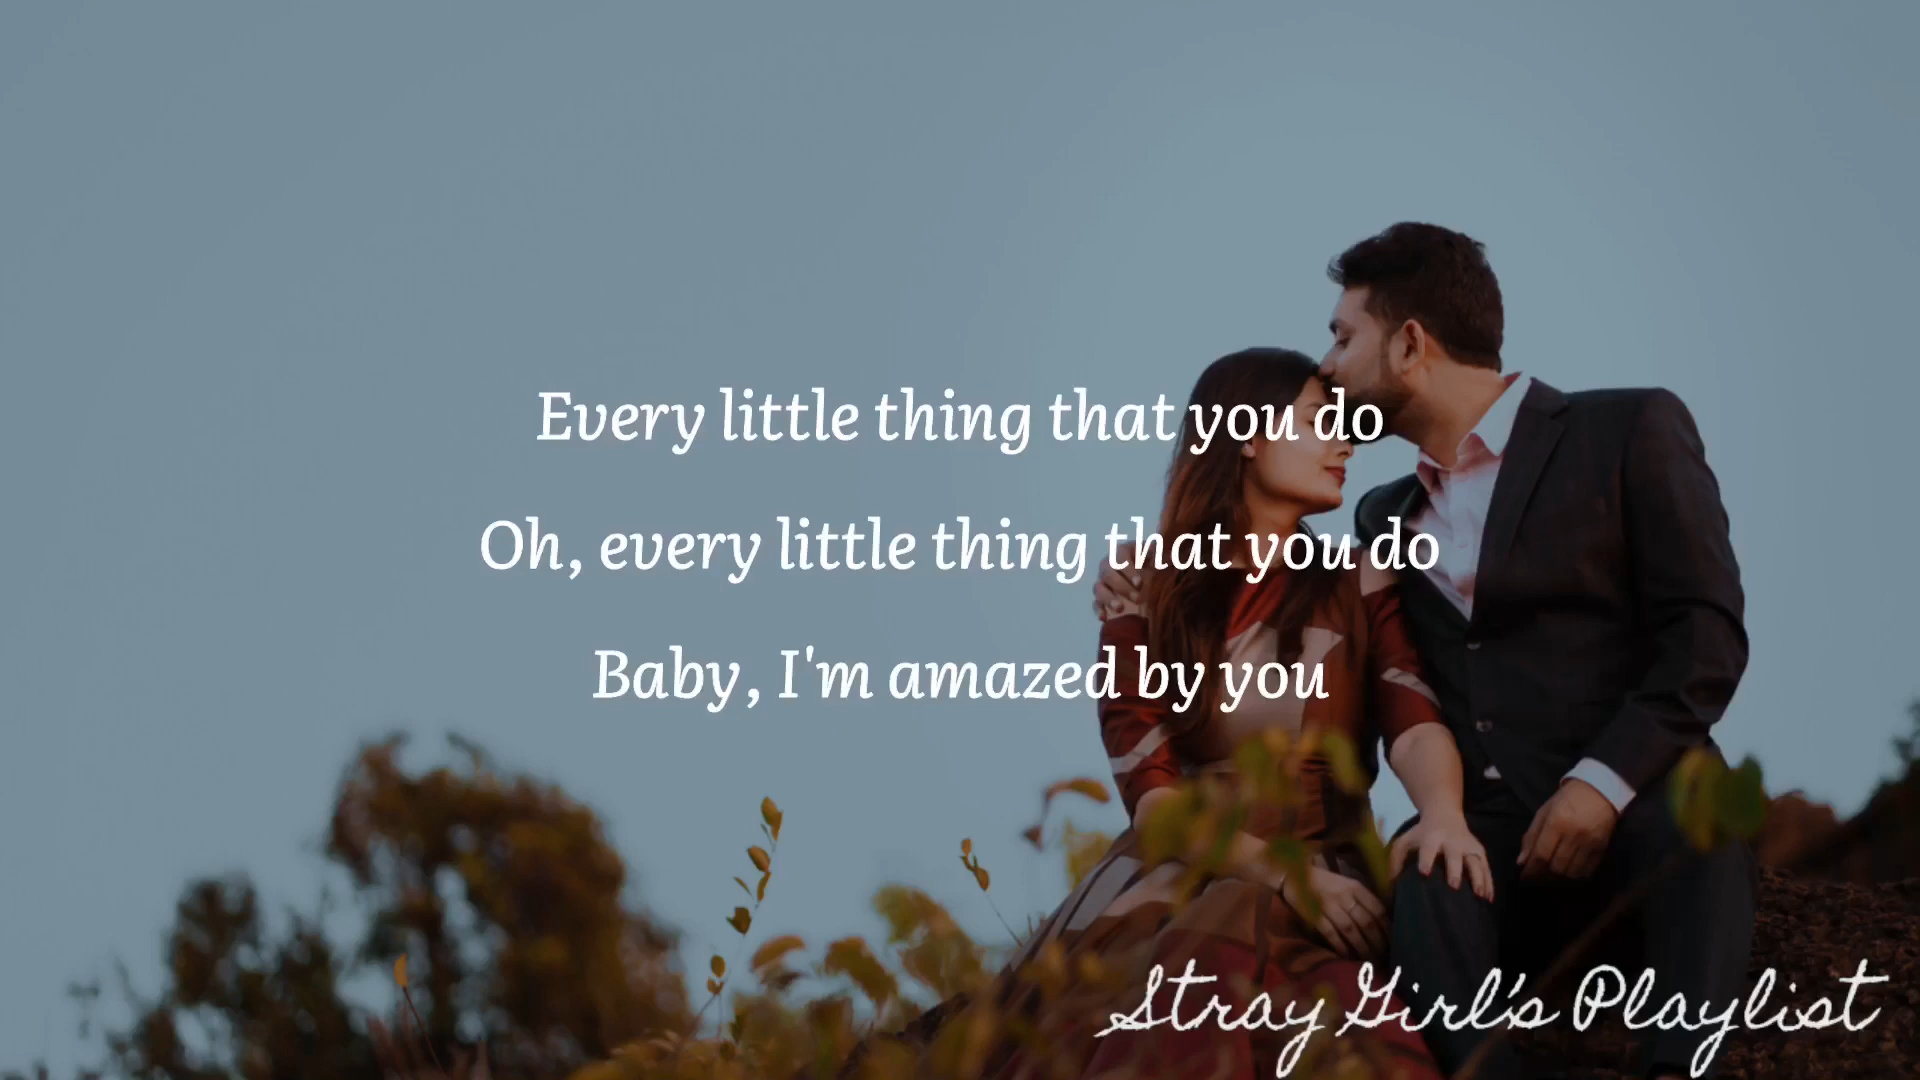 Every little thing that you do
Oh, every little thing that you do
Baby, I'm amazed by you
Stray Girl's Playlist